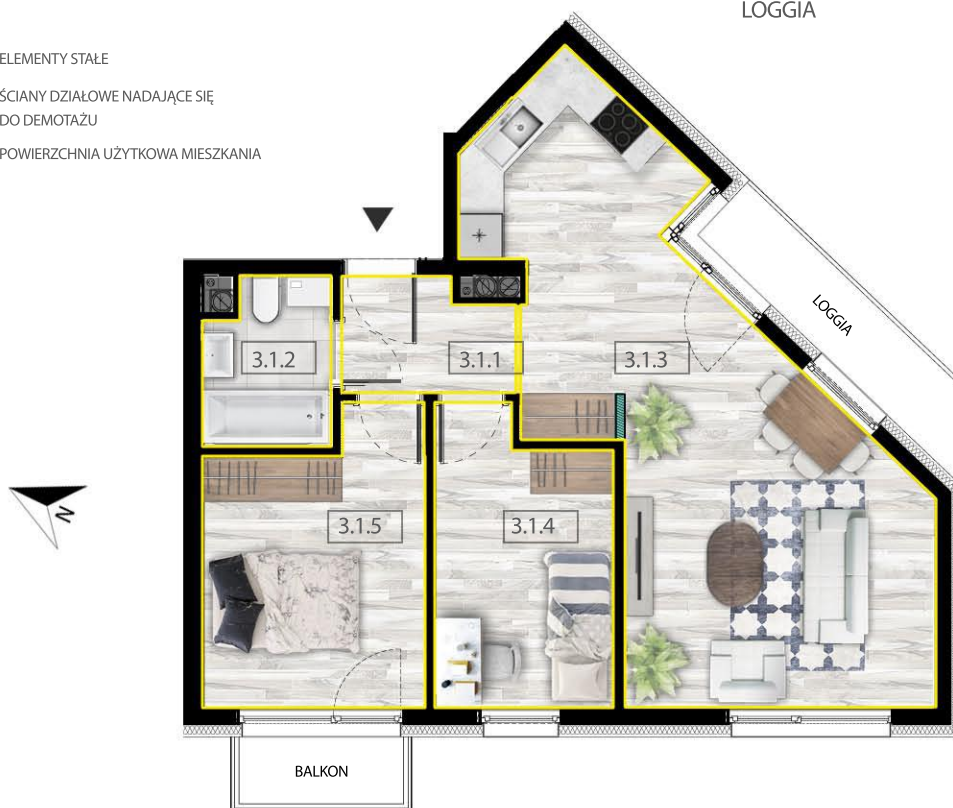 LOGGIA
ELEMENTY STAŁE
ŚCIANY DZIAŁOWE NADAJĄCE SIĘ
DO DEMOTAŻU
POWIERZCHNIA UŻYTKOWA MIESZKANIA
LOGGIA
3.1.2
3.1.1
3.1.3
N
3.1.5
3.1.4
BALKON